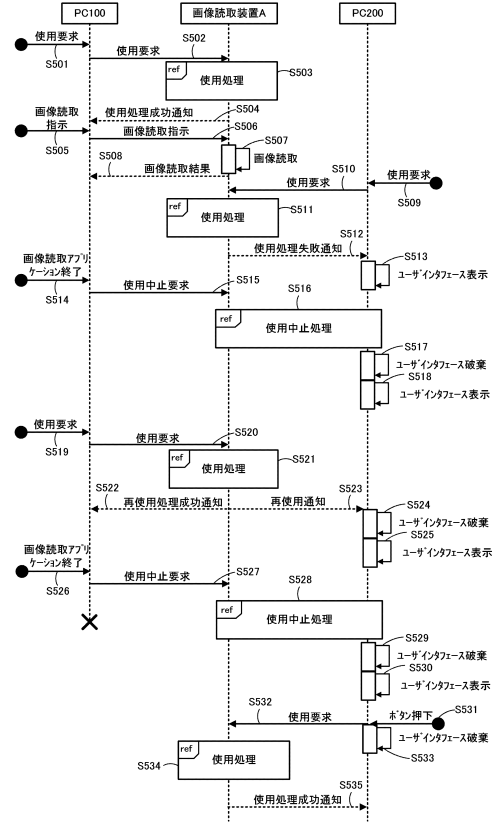 PC100
画像読取装置A
PC200
使用要求
S501
使用要求
S502
ref
使用処理
S503
使用処理成功通知
S504
画像読取
指示
S505
画像読取指示
S506
S507
画像読取
S508
画像読取結果
S510
使用要求
使用要求
S509
ref
使用処理
S511
使用処理失敗通知
S512
S513
ユーザインタフェース表示
画像読取アプリ
ケーション終了
S514
使用中止要求
S515
S516
ref
使用中止処理
S517
ユーザインタフェース破棄
S518
ユーザインタフェース表示
使用要求
S519
使用要求
S520
ref
使用処理
S521
S522
再使用処理成功通知
再使用通知
S523
S524
ユーザインタフェース破棄
S525
ユーザインタフェース表示
画像読取アプリ
ケーション終了
S526
使用中止要求
S527
S528
ref
使用中止処理
S529
ユーザインタフェース破棄
S530
ユーザインタフェース表示
S532
使用要求
ボタン押下
S531
ユーザインタフェース破棄
S533
ref
使用処理
S534
使用処理成功通知
S535